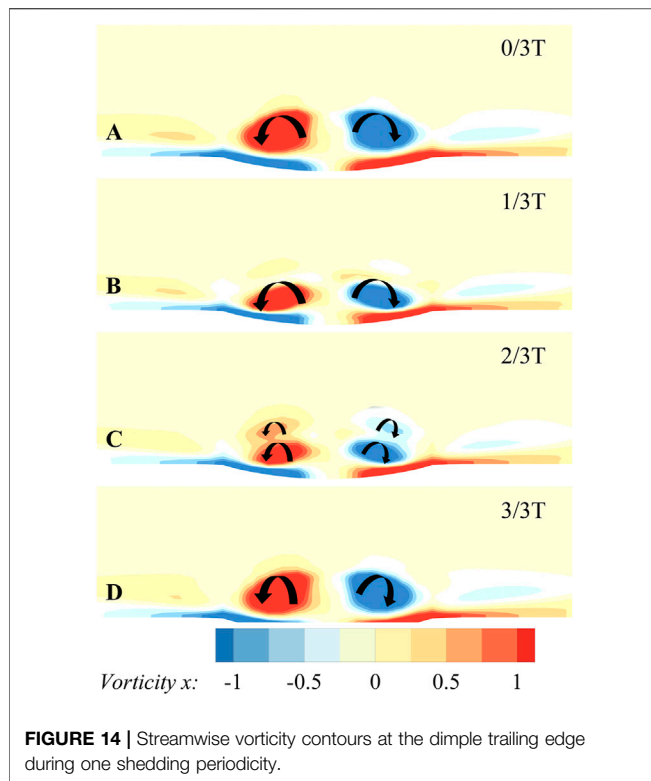 0/3T
A
1/3T
B
2/3T
C
3/3T
D
Vorticity x: -1 -0.5 0 0.5 1
FIGURE 14 | Streamwise vorticity contours at the dimple trailing edge
during one shedding periodicity.